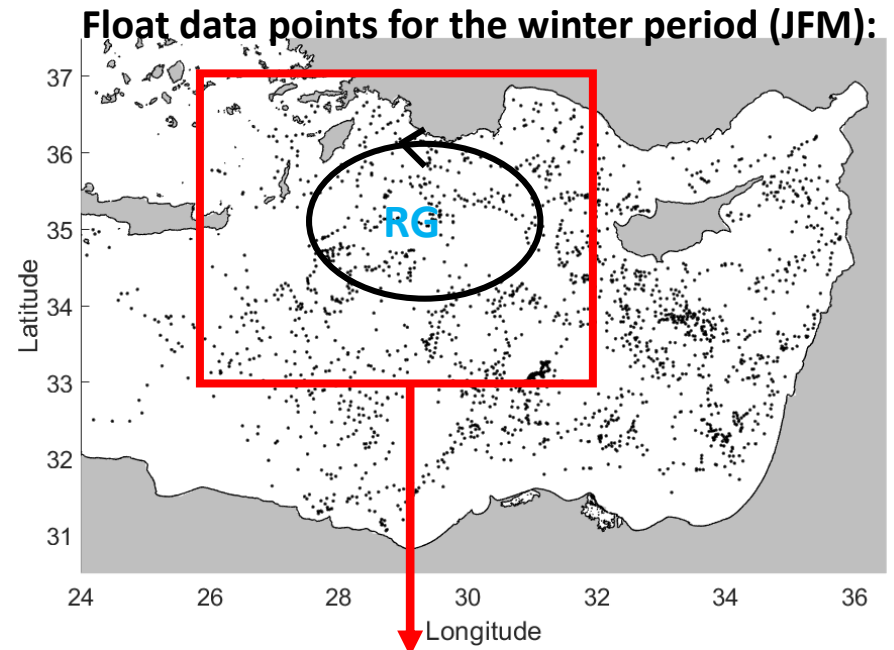 Float data points for the winter period (JFM):
37
36
35
34
33
32
31
Latitude
RG
24 26 28 30 32 34 36
Longitude